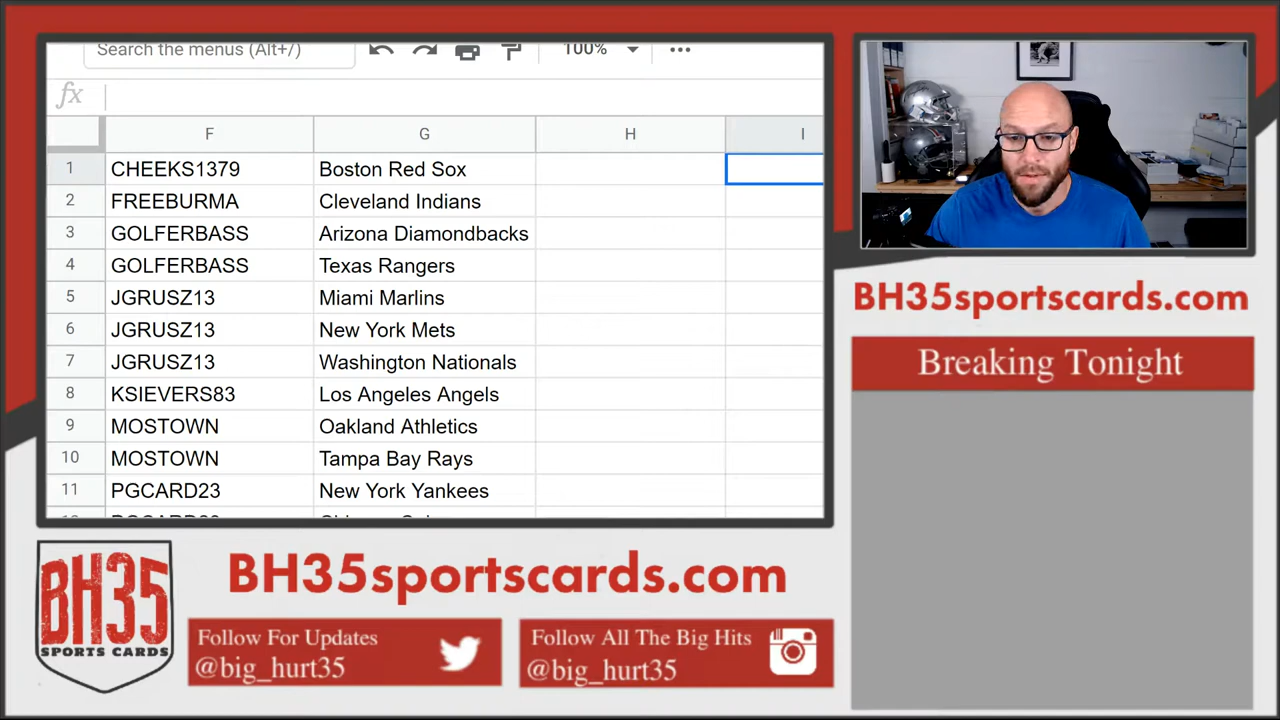 Search the menus (Alt+/)
100%
fx
F G H I
1 CHEEKS1379 Boston Red Sox
2 FREEBURMA Cleveland Indians
3 GOLFERBASS Arizona Diamondbacks
4 GOLFERBASS Texas Rangers
5 JGRUSZ13 Miami Marlins
6 JGRUSZ13 New York Mets
7 JGRUSZ13 Washington Nationals
8 KSIEVERS83 Los Angeles Angels
9 MOSTOWN Oakland Athletics
10 MOSTOWN Tampa Bay Rays
11 PGCARD23 New York Yankees
BH35sportscards.com
Breaking Tonight
BH35
SPORTS CARDS
BH35sportscards.com
Follow For Updates
@big_hurt35
Follow All The Big Hits
@big_hurt35